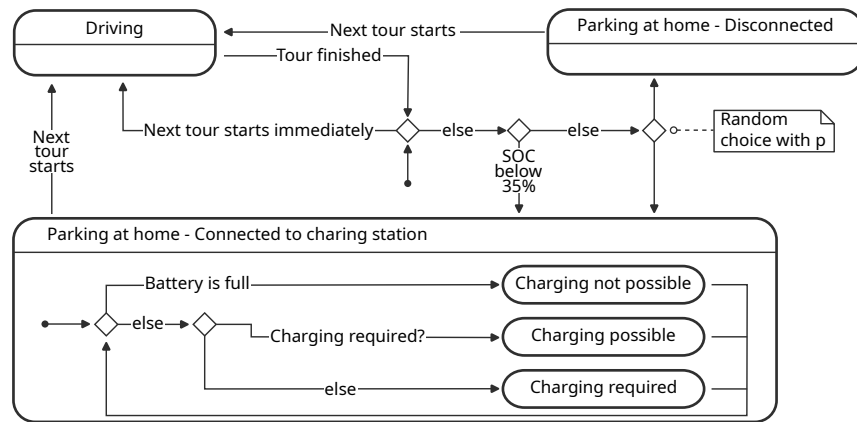 Driving
Next tour starts
Parking at home - Disconnected
Tour finished
Next tour starts immediately
else
else
Random
choice with p
Next
tour
starts
SOC
below
35%
Parking at home - Connected to charing station
Battery is full
Charging not possible
else
Charging required?
Charging possible
else
Charging required